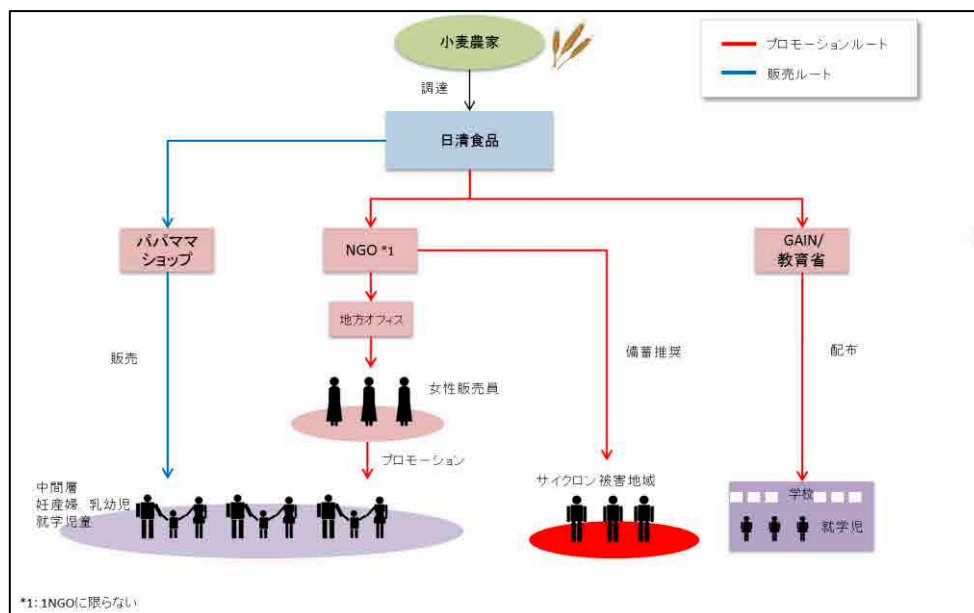 小麦農家
プロモーションルート
販売ルート
調達
日清食品
パパママ
ショップ
NGO *1
GAIN/
教育省
地方オフィス
販売
備蓄推奨
配布
女性販売員
プロモーション
サイクロン被害地域
中間層
妊産婦 乳幼児
就学児童
学校
就学児
*1: 1NGOに限らない